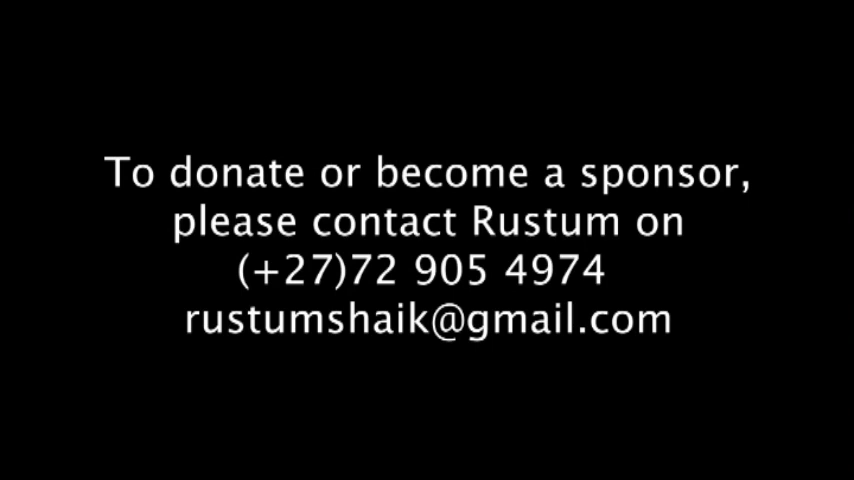 To donate or become a sponsor,
please contact Rustum on
(+27)72 905 4974
rustumshaik@gmail.com